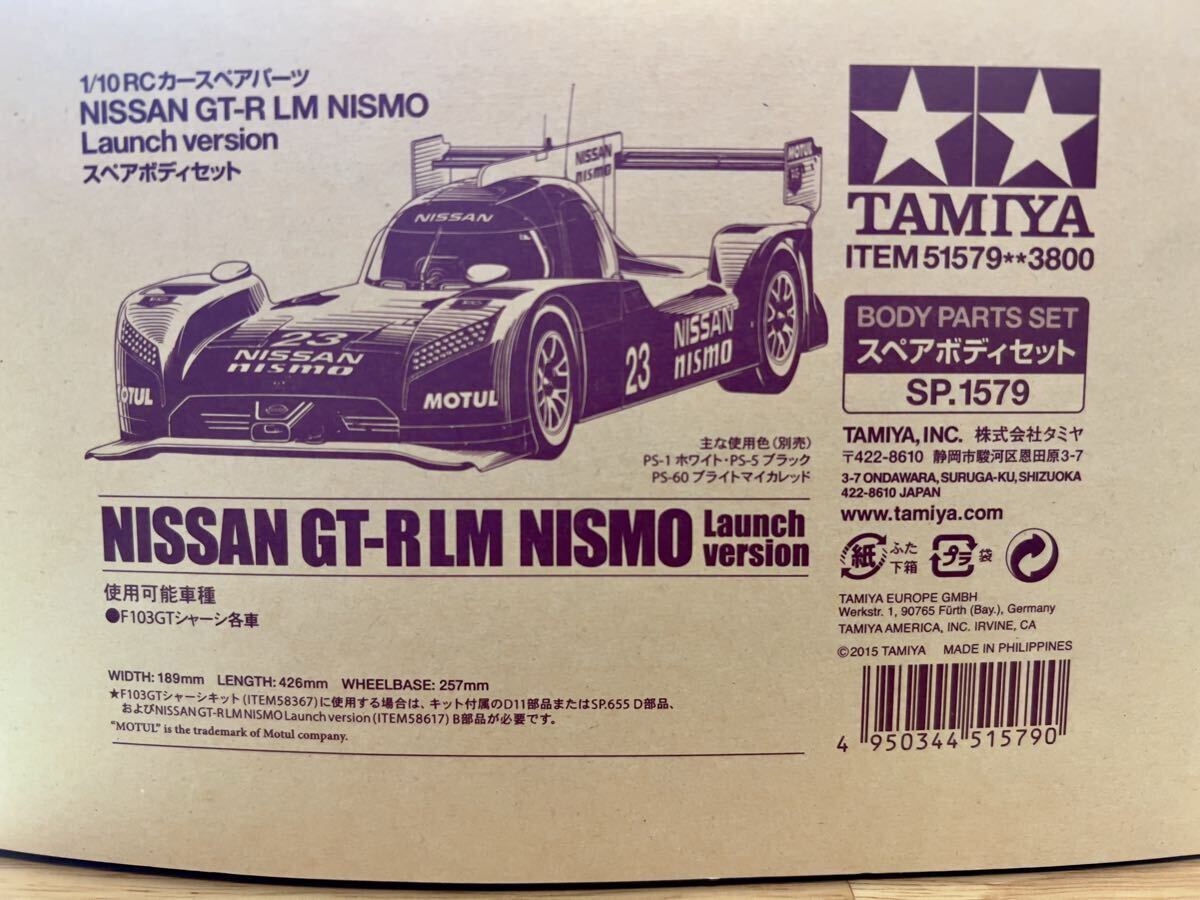 1/10 RCカースペアパーツ
NISSAN GT-R LM NISMO
Launch version
スペアボディセット
NISSAN
NISSAN
nismo
MOTUL
23
NISSAN
nismo
MOTUL
MOTUL
23
NISSAN
nismo
主な使用色（別売）
PS-1 ホワイト・PS-5 ブラック
PS-60 ブライトマイカレッド
NISSAN GT-R LM NISMO Launch version
使用可能車種
●F103GTシャーシ各車
WIDTH: 189mm LENGTH: 426mm WHEELBASE: 257mm
★F103GTシャーシキット（ITEM58367）に使用する場合は、キット付属のD11部品またはSP.655 D部品、
およびNISSAN GT-R LM NISMO Launch version（ITEM58617）B部品が必要です。
“MOTUL” is the trademark of Motul company.
TAMIYA
ITEM 51579**3800
BODY PARTS SET
スペアボディセット
SP.1579
TAMIYA, INC. 株式会社タミヤ
〒422-8610 静岡市駿河区恩田原3-7
3-7 ONDAWARA, SURUGA-KU, SHIZUOKA
422-8610 JAPAN
www.tamiya.com
紙 ふた 下箱 プラ 袋
TAMIYA EUROPE GMBH
Werkstr. 1, 90765 Fürth (Bay.), Germany
TAMIYA AMERICA, INC. IRVINE, CA
©2015 TAMIYA MADE IN PHILIPPINES
4 950344 515790